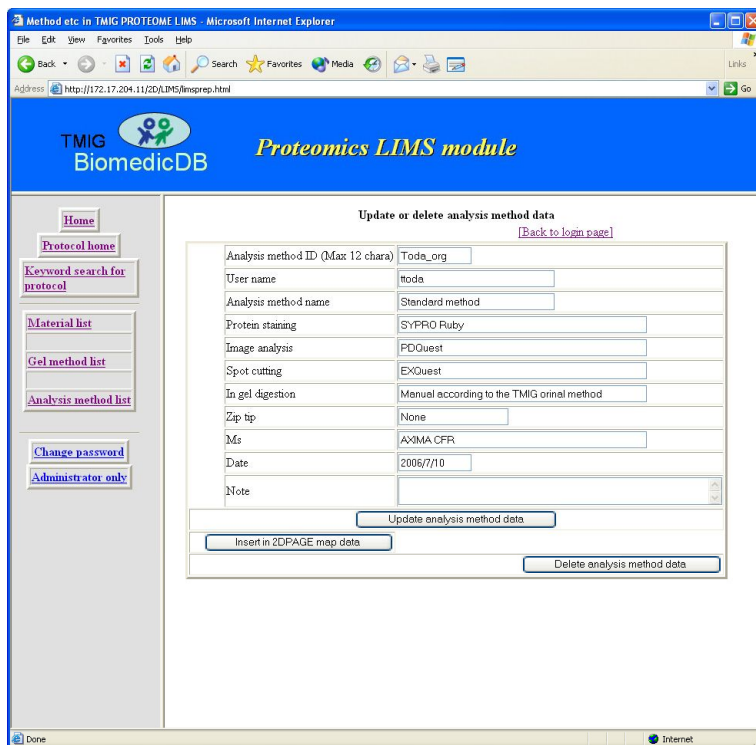 Method etc in TMIG PROTEOME LIMS - Microsoft Internet Explorer
File Edit View Favorites Tools Help
Back Search Favorites Media Links
Address http://172.17.204.11/2D/LIMS/limsprep.html Go
TMIG
BiomedicDB
Proteomics LIMS module
Home
Protocol home
Keyword search for
protocol
Material list
Gel method list
Analysis method list
Change password
Administrator only
Update or delete analysis method data
[Back to login page]
Analysis method ID (Max 12 chara) Toda_org
User name ttoda
Analysis method name Standard method
Protein staining SYPRO Ruby
Image analysis PDQuest
Spot cutting EXQuest
In gel digestion Manual according to the TMIG orinal method
Zip tip None
Ms AXIMA CFR
Date 2006/7/10
Note
Update analysis method data
Insert in 2DPAGE map data
Delete analysis method data
Done Internet